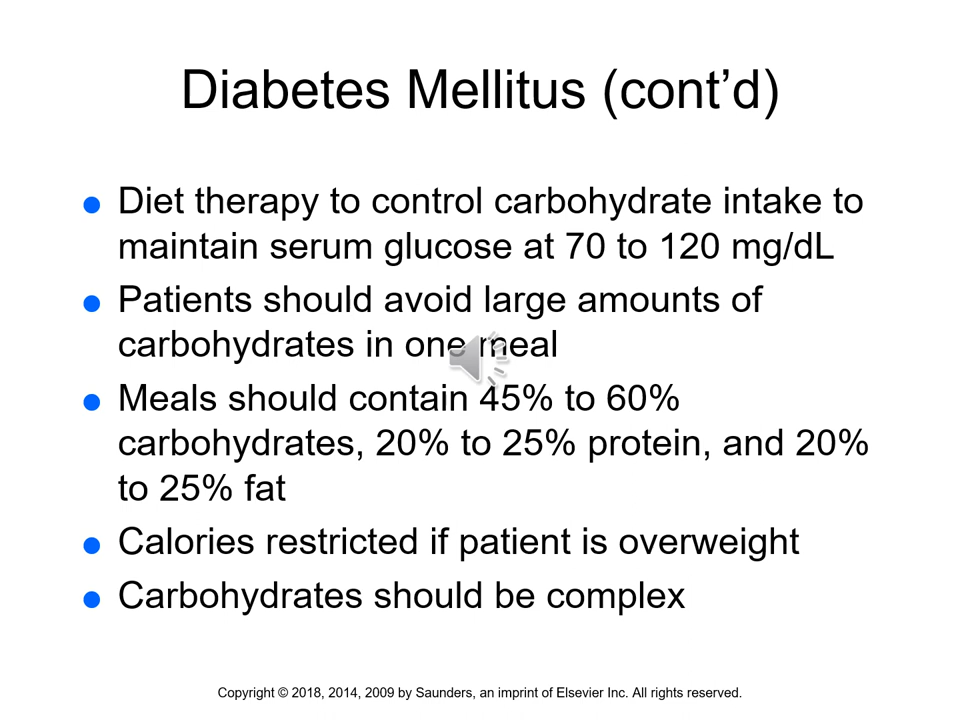 Diabetes Mellitus (cont’d)
● Diet therapy to control carbohydrate intake to
maintain serum glucose at 70 to 120 mg/dL
● Patients should avoid large amounts of
carbohydrates in one meal
● Meals should contain 45% to 60%
carbohydrates, 20% to 25% protein, and 20%
to 25% fat
● Calories restricted if patient is overweight
● Carbohydrates should be complex
Copyright © 2018, 2014, 2009 by Saunders, an imprint of Elsevier Inc. All rights reserved.